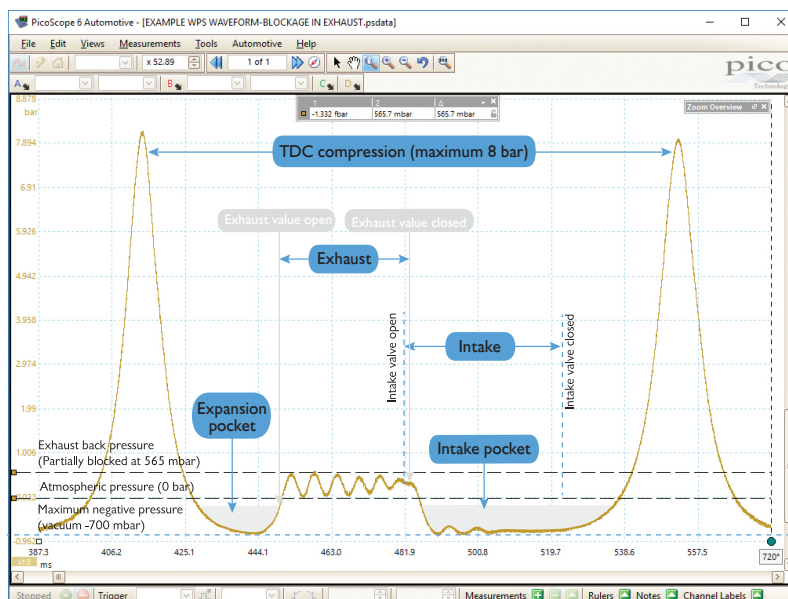 PicoScope 6 Automotive - [EXAMPLE WPS WAVEFORM-BLOCKAGE IN EXHAUST.psdata]
File Edit Views Measurements Tools Automotive Help
x 52.89 1 of 1
pico
Technology
A B C D
8.878
bar
1 2 Δ
-1.332 fbar 565.7 mbar 565.7 mbar
Zoom Overview
7.894
TDC compression (maximum 8 bar)
6.91
Exhaust value open
Exhaust value closed
5.926
Exhaust
4.942
3.958
Intake valve open
Intake
Intake valve closed
2.974
1.99
Expansion
pocket
Exhaust back pressure
1.006
(Partially blocked at 565 mbar)
Intake pocket
Atmospheric pressure (0 bar)
0.022
Maximum negative pressure
(vacuum -700 mbar)
-0.962
387.3 406.2 425.1 444.1 463.0 481.9 500.8 519.7 538.6 557.5
720°
x1.0 ms
Stopped Trigger Measurements Rulers Notes Channel Labels